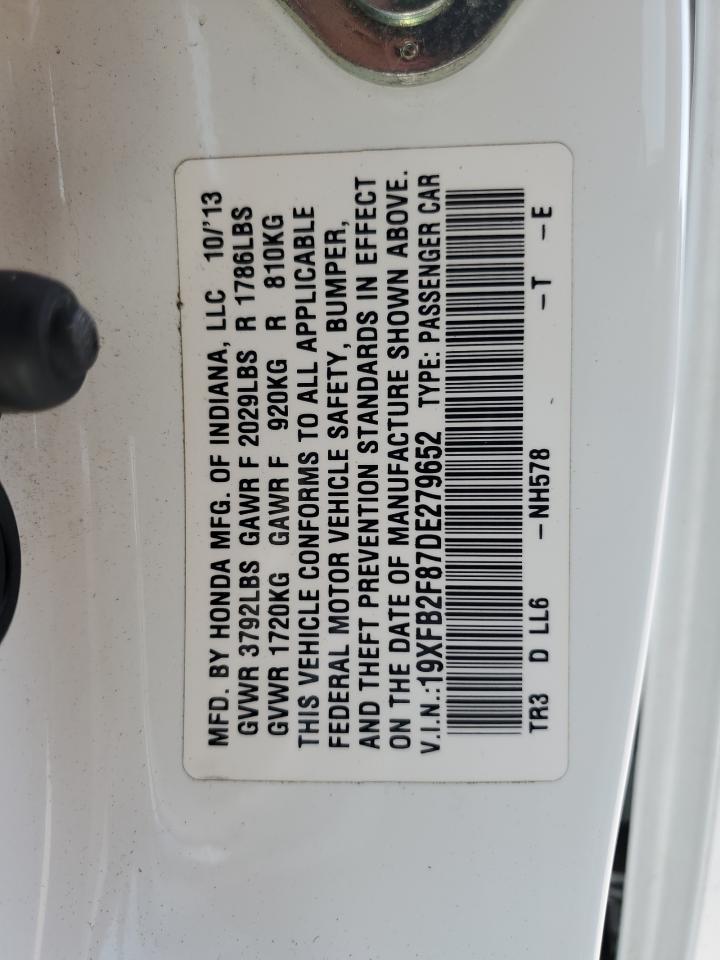 MFD. BY HONDA MFG. OF INDIANA, LLC 10/'13
GVWR 3792LBS GAWR F 2029LBS R 1786LBS
GVWR 1720KG GAWR F 920KG R 810KG
THIS VEHICLE CONFORMS TO ALL APPLICABLE
FEDERAL MOTOR VEHICLE SAFETY, BUMPER,
AND THEFT PREVENTION STANDARDS IN EFFECT
ON THE DATE OF MANUFACTURE SHOWN ABOVE.
V.I.N.:19XFB2F87DE279652 TYPE: PASSENGER CAR
TR3 D LL6 -NH578 -T -E